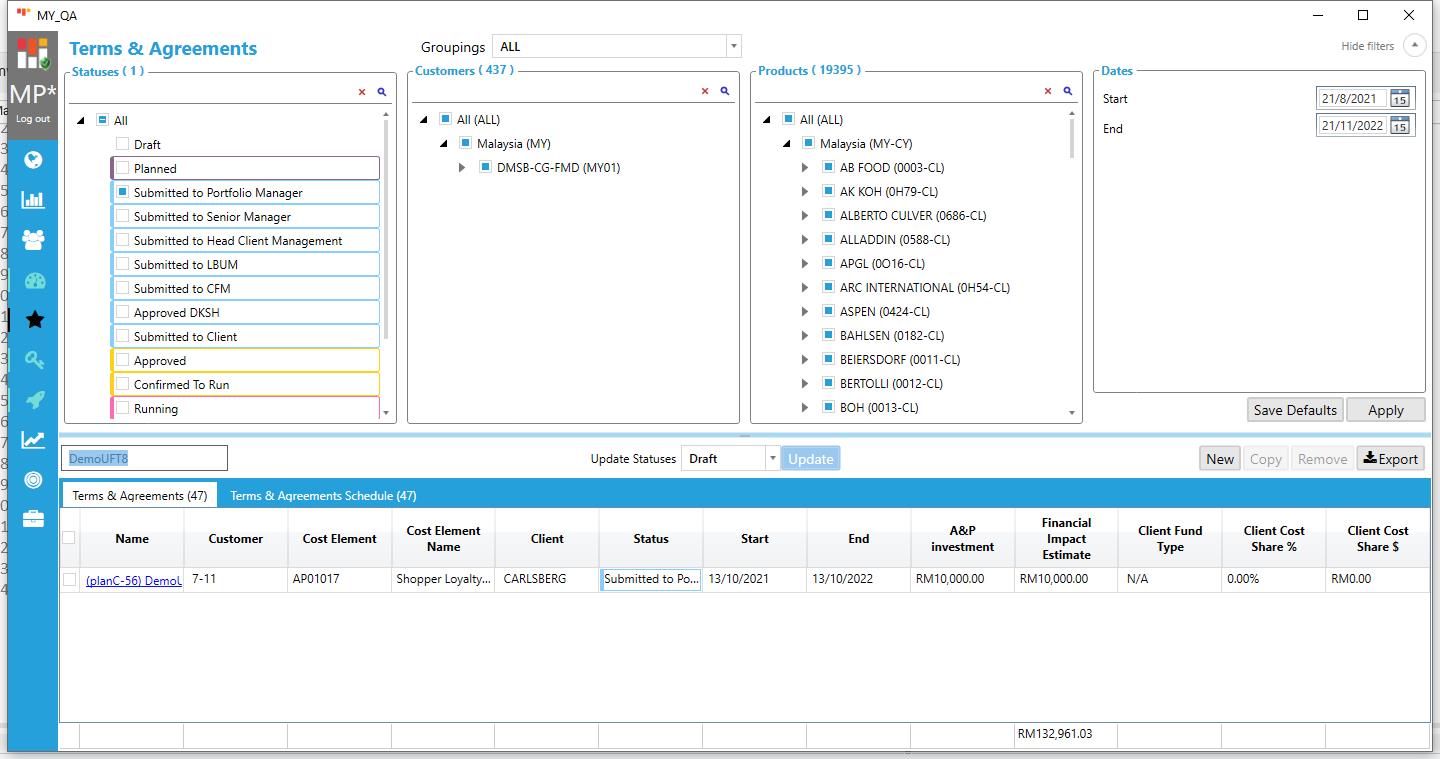 MY_QA
MP*
Log out
Terms & Agreements
Groupings ALL
Hide filters
Statuses ( 1 )
All
Draft
Planned
Submitted to Portfolio Manager
Submitted to Senior Manager
Submitted to Head Client Management
Submitted to LBUM
Submitted to CFM
Approved DKSH
Submitted to Client
Approved
Confirmed To Run
Running
Customers ( 437 )
All (ALL)
Malaysia (MY)
DMSB-CG-FMD (MY01)
Products ( 19395 )
All (ALL)
Malaysia (MY-CY)
AB FOOD (0003-CL)
AK KOH (0H79-CL)
ALBERTO CULVER (0686-CL)
ALLADDIN (0588-CL)
APGL (0O16-CL)
ARC INTERNATIONAL (0H54-CL)
ASPEN (0424-CL)
BAHLSEN (0182-CL)
BEIERSDORF (0011-CL)
BERTOLLI (0012-CL)
BOH (0013-CL)
Dates
Start 21/8/2021 15
End 21/11/2022 15
Save Defaults Apply
DemoUFT8
Update Statuses Draft Update
New Copy Remove Export
Terms & Agreements (47) Terms & Agreements Schedule (47)
Name Customer Cost Element Cost Element Name Client Status Start End A&P investment Financial Impact Estimate Client Fund Type Client Cost Share % Client Cost Share $
(planC-56) DemoU 7-11 AP01017 Shopper Loyalty... CARLSBERG Submitted to Po... 13/10/2021 13/10/2022 RM10,000.00 RM10,000.00 N/A 0.00% RM0.00
RM132,961.03